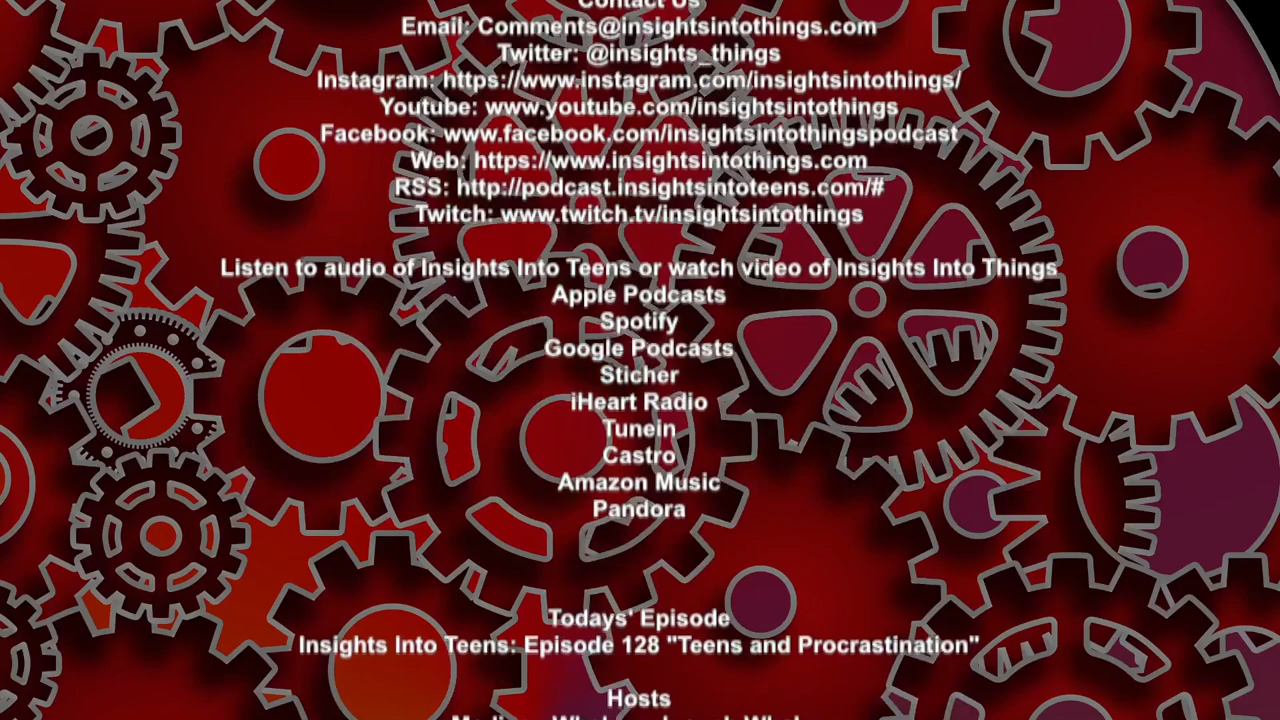 Contact Us
Email: Comments@insightsintothings.com
Twitter: @insights_things
Instagram: https://www.instagram.com/insightsintothings/
Youtube: www.youtube.com/insightsintothings
Facebook: www.facebook.com/insightsintothingspodcast
Web: https://www.insightsintothings.com
RSS: http://podcast.insightsintoteens.com/#
Twitch: www.twitch.tv/insightsintothings
Listen to audio of Insights Into Teens or watch video of Insights Into Things
Apple Podcasts
Spotify
Google Podcasts
Sticher
iHeart Radio
Tunein
Castro
Amazon Music
Pandora
Todays' Episode
Insights Into Teens: Episode 128 "Teens and Procrastination"
Hosts